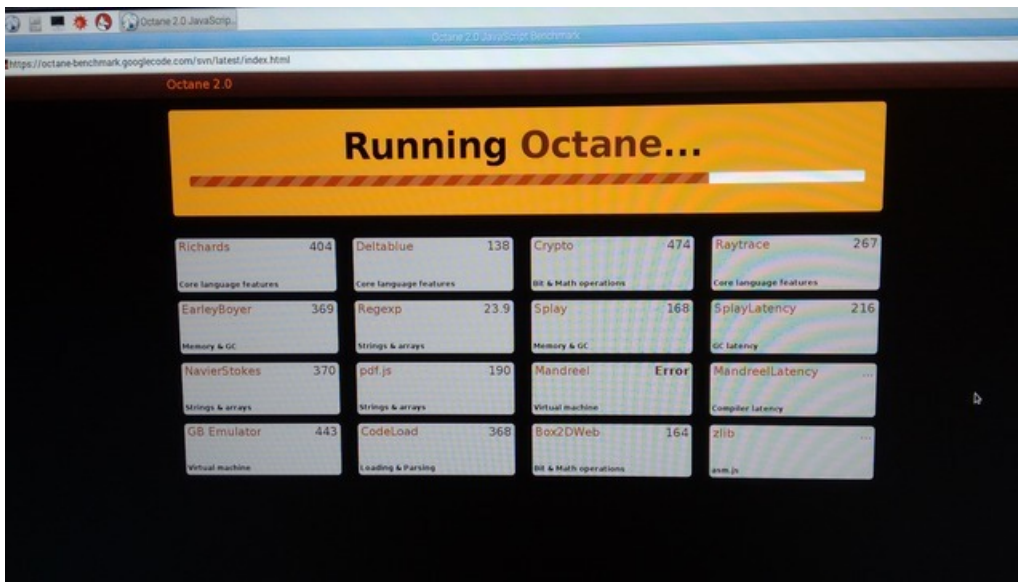 Octane 2.0 JavaScrip..
Octane 2.0 JavaScript Benchmark
https://octane-benchmark.googlecode.com/svn/latest/index.html
Octane 2.0
Running Octane...
Richards 404
Core language features
Deltablue 138
Core language features
Crypto 474
Bit & Math operations
Raytrace 267
Core language features
EarleyBoyer 369
Memory & GC
Regexp 23.9
Strings & arrays
Splay 168
Memory & GC
SplayLatency 216
GC latency
NavierStokes 370
Strings & arrays
pdf.js 190
Strings & arrays
Mandreel Error
Virtual machine
MandreelLatency ...
Compiler latency
GB Emulator 443
Virtual machine
CodeLoad 368
Loading & Parsing
Box2DWeb 164
Bit & Math operations
zlib ...
asm.js